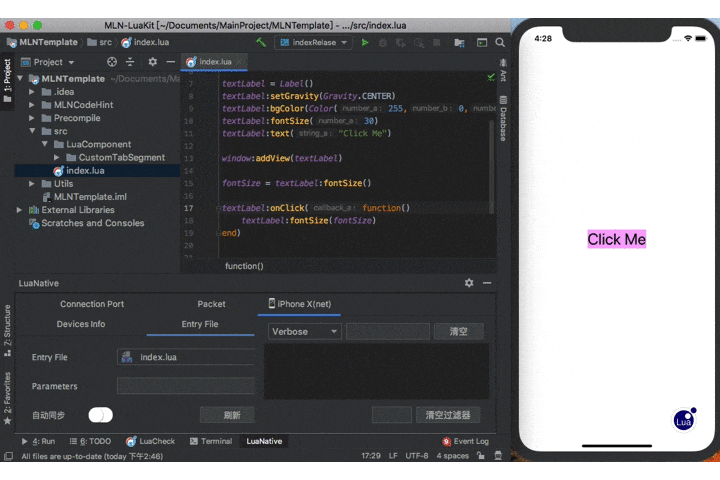 MLN-LuaKit [~/Documents/MainProject/MLNTemplate] - .../src/index.lua
MLNTemplate src index.lua indexRelase
1: Project
Project
MLNTemplate ~/Documents/Ma
.idea
MLNCodeHint
Precompile
src
LuaComponent
CustomTabSegment
index.lua
Utils
MLNTemplate.iml
External Libraries
Scratches and Consoles
index.lua
7 textLabel = Label()
8 textLabel:setGravity(Gravity.CENTER)
9 textLabel:bgColor(Color( number_a: 255, number_b: 0, numbe
10 textLabel:fontSize( number_a: 30)
11 textLabel:text( string_a: "Click Me")
12
13 window:addView(textLabel)
14
15 fontSize = textLabel:fontSize()
16
17 textLabel:onClick( callback_a: function()
18 textLabel:fontSize(fontSize)
19 end)
20
21
function()
Ant
Database
LuaNative
Connection Port Packet iPhone X(net)
Devices Info Entry File
Verbose 清空
Entry File index.lua
Parameters
自动同步 刷新 清空过滤器
7: Structure
2: Favorites
4: Run 6: TODO LuaCheck Terminal LuaNative Event Log
All files are up-to-date (today 下午2:46) 17:29 LF UTF-8 4 spaces
4:28
Click Me
Lua